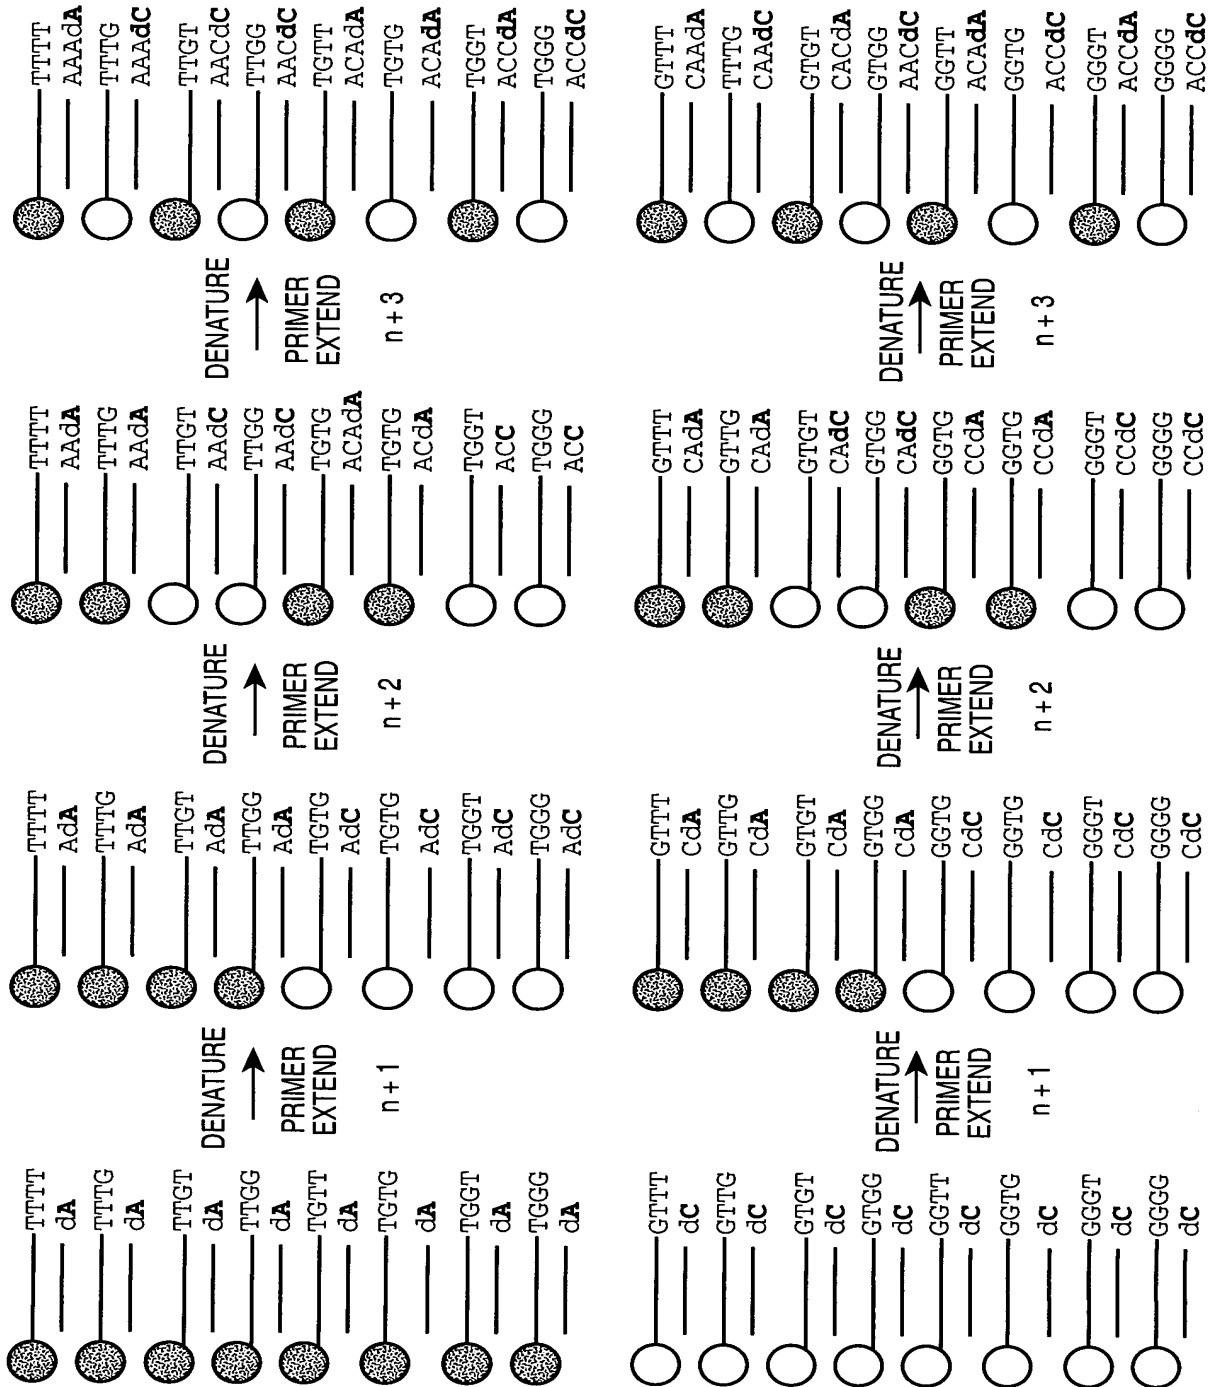 TTTT
dA
TTTG
dA
TTGT
dA
TTGG
dA
TGTT
dA
TGTG
dA
TGGT
dA
TGGG
dA
DENATURE
PRIMER
EXTEND
n + 1
TTTT
AdA
TTTG
AdA
TTGT
AdA
TTGG
AdA
TGTG
AdC
TGTG
AdC
TGGT
AdC
TGGG
AdC
DENATURE
PRIMER
EXTEND
n + 2
TTTT
AAdA
TTTG
AAdA
TTGT
AAdC
TTGG
AAdC
TGTG
ACAdA
TGTG
ACdA
TGGT
ACC
TGGG
ACC
DENATURE
PRIMER
EXTEND
n + 3
TTTT
AAAdA
TTTG
AAAdC
TTGT
AACdC
TTGG
AACdC
TGTT
ACAdA
TGTG
ACAdA
TGGT
ACCdA
TGGG
ACCdC
GTTT
dC
GTTG
dC
GTGT
dC
GTGG
dC
GGTT
dC
GGTG
dC
GGGT
dC
GGGG
dC
DENATURE
PRIMER
EXTEND
n + 1
GTTT
CdA
GTTG
CdA
GTGT
CdA
GTGG
CdA
GGTG
CdC
GGTG
CdC
GGGT
CdC
GGGG
CdC
DENATURE
PRIMER
EXTEND
n + 2
GTTT
CAdA
GTTG
CAdA
GTGT
CAdC
GTGG
CAdC
GGTG
CCdA
GGTG
CCdA
GGGT
CCdC
GGGG
CCdC
DENATURE
PRIMER
EXTEND
n + 3
GTTT
CAAdA
TTTG
CAAdC
GTGT
CACdA
GTGG
AACdC
GGTT
ACAdA
GGTG
ACCdC
GGGT
ACCdA
GGGG
ACCdC